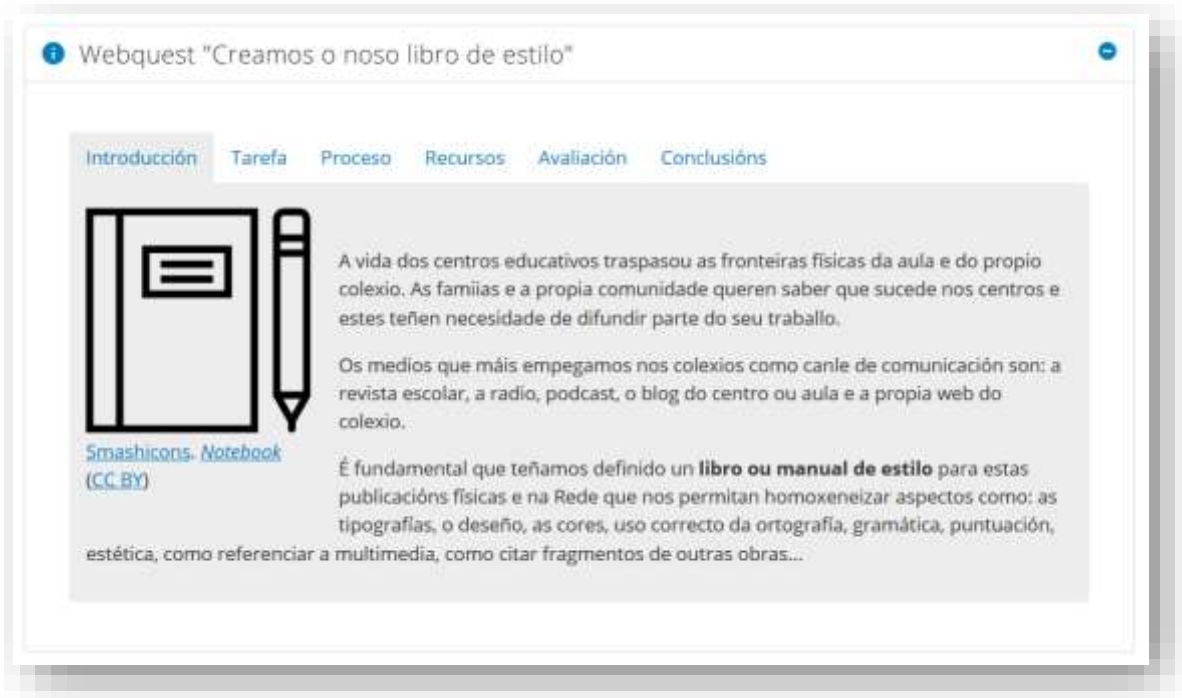 Webquest "Creamos o noso libro de estilo"
Introducción Tarefa Proceso Recursos Avaliación Conclusións
A vida dos centros educativos traspasou as fronteiras físicas da aula e do propio
colexio. As famiias e a propia comunidade queren saber que sucede nos centros e
estes teñen necesidade de difundir parte do seu traballo.
Os medios que máis empegamos nos colexios como canle de comunicación son: a
revista escolar, a radio, podcast, o blog do centro ou aula e a propia web do
colexio.
Smashicons. Notebook
(CC BY)
É fundamental que teñamos definido un libro ou manual de estilo para estas
publicacións físicas e na Rede que nos permitan homoxeneizar aspectos como: as
tipografías, o deseño, as cores, uso correcto da ortografía, gramática, puntuación,
estética, como referenciar a multimedia, como citar fragmentos de outras obras...